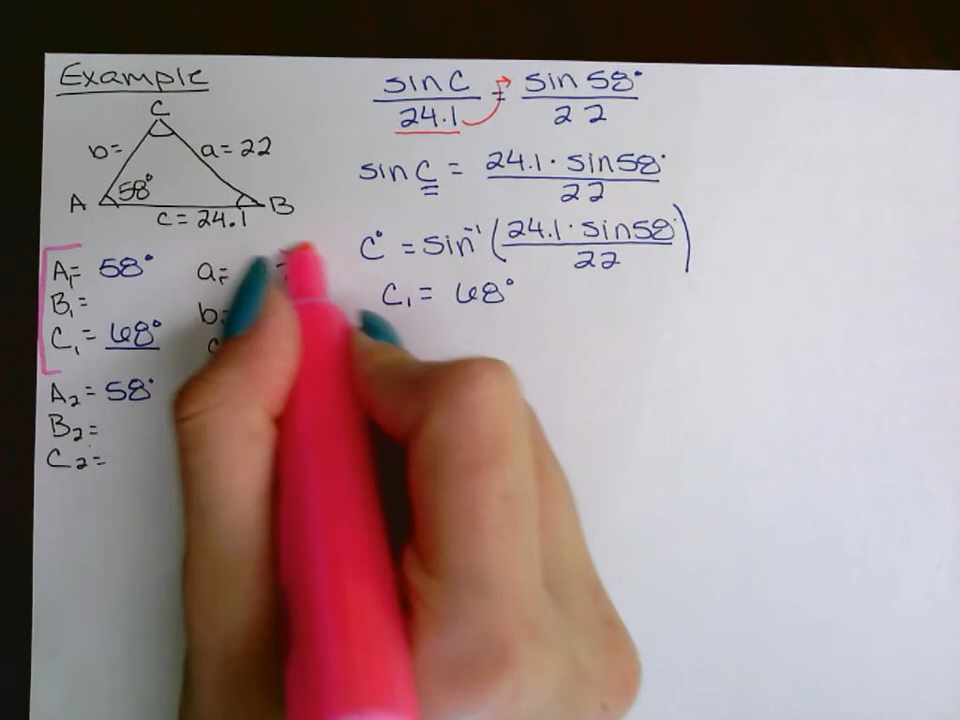 Example
C
b= a = 22
A 58° B
c = 24.1
A₁= 58° a₁=
B₁= b₁
C₁= 68°
A₂= 58°
B₂=
C₂=
sin C / 24.1 = sin 58° / 22
sin C = 24.1 · sin 58° / 22
C° = sin⁻¹ (24.1 · sin 58° / 22)
C₁ = 68°